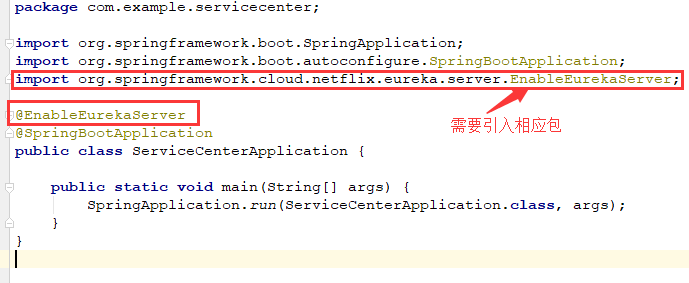 package com.example.servicecenter;
import org.springframework.boot.SpringApplication;
import org.springframework.boot.autoconfigure.SpringBootApplication;
import org.springframework.cloud.netflix.eureka.server.EnableEurekaServer;
@EnableEurekaServer
需要引入相应包
@SpringBootApplication
public class ServiceCenterApplication {
public static void main(String[] args) {
SpringApplication.run(ServiceCenterApplication.class, args);
}
}